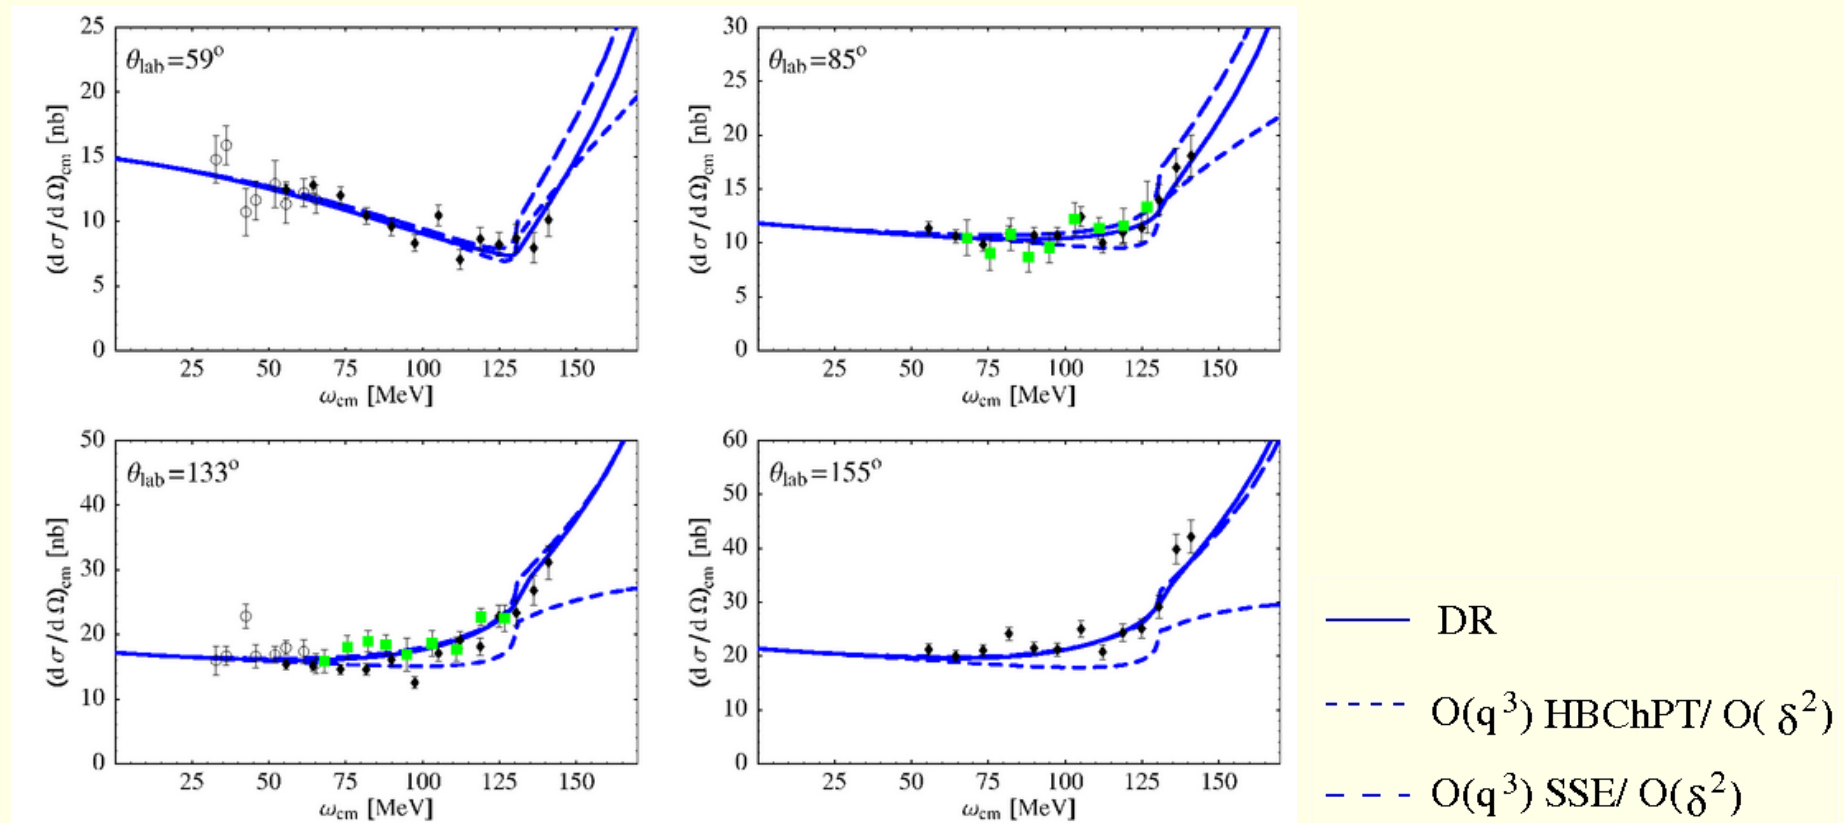 25
20
15
10
5
0
θlab=59°
(dσ/dΩ)cm [nb]
25 50 75 100 125 150
ωcm [MeV]
30
25
20
15
10
5
0
θlab=85°
(dσ/dΩ)cm [nb]
25 50 75 100 125 150
ωcm [MeV]
50
40
30
20
10
0
θlab=133°
(dσ/dΩ)cm [nb]
25 50 75 100 125 150
ωcm [MeV]
60
50
40
30
20
10
0
θlab=155°
(dσ/dΩ)cm [nb]
25 50 75 100 125 150
ωcm [MeV]
DR
O(q³) HBChPT/ O( δ²)
O(q³) SSE/ O(δ²)